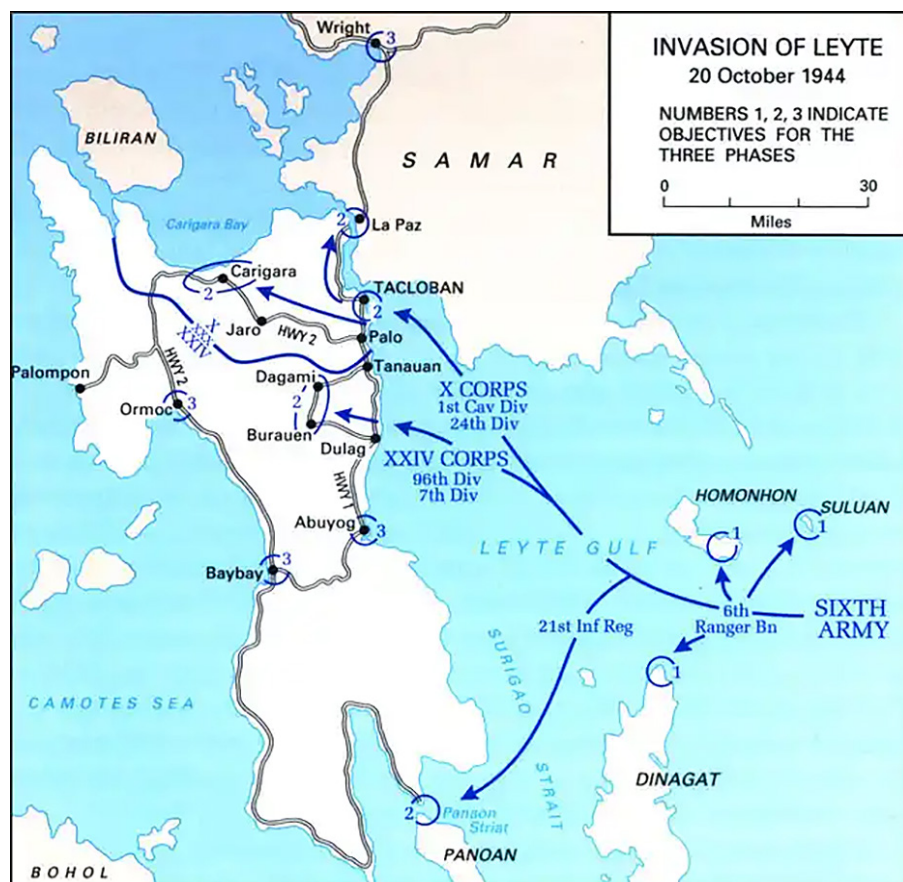 INVASION OF LEYTE
20 October 1944
NUMBERS 1, 2, 3 INDICATE
OBJECTIVES FOR THE
THREE PHASES
0 30
Miles
Wright
3
BILIRAN
SAMAR
Carigara Bay
2
La Paz
Carigara
2
TACLOBAN
2
Jaro
HWY 2
Palo
X
XXX
XXIV
HWY 2
Palompon
Tanauan
Dagami
2
Ormoc
3
X CORPS
1st Cav Div
24th Div
Burauen
Dulag
XXIV CORPS
96th Div
7th Div
HWY 1
HOMONHON
SULUAN
1
1
Abuyog
3
LEYTE GULF
Baybay
3
6th
Ranger Bn
SIXTH
ARMY
21st Inf Reg
SURIGAO
STRAIT
1
CAMOTES SEA
DINAGAT
2
Panaon
Striat
PANOAN
BOHOL